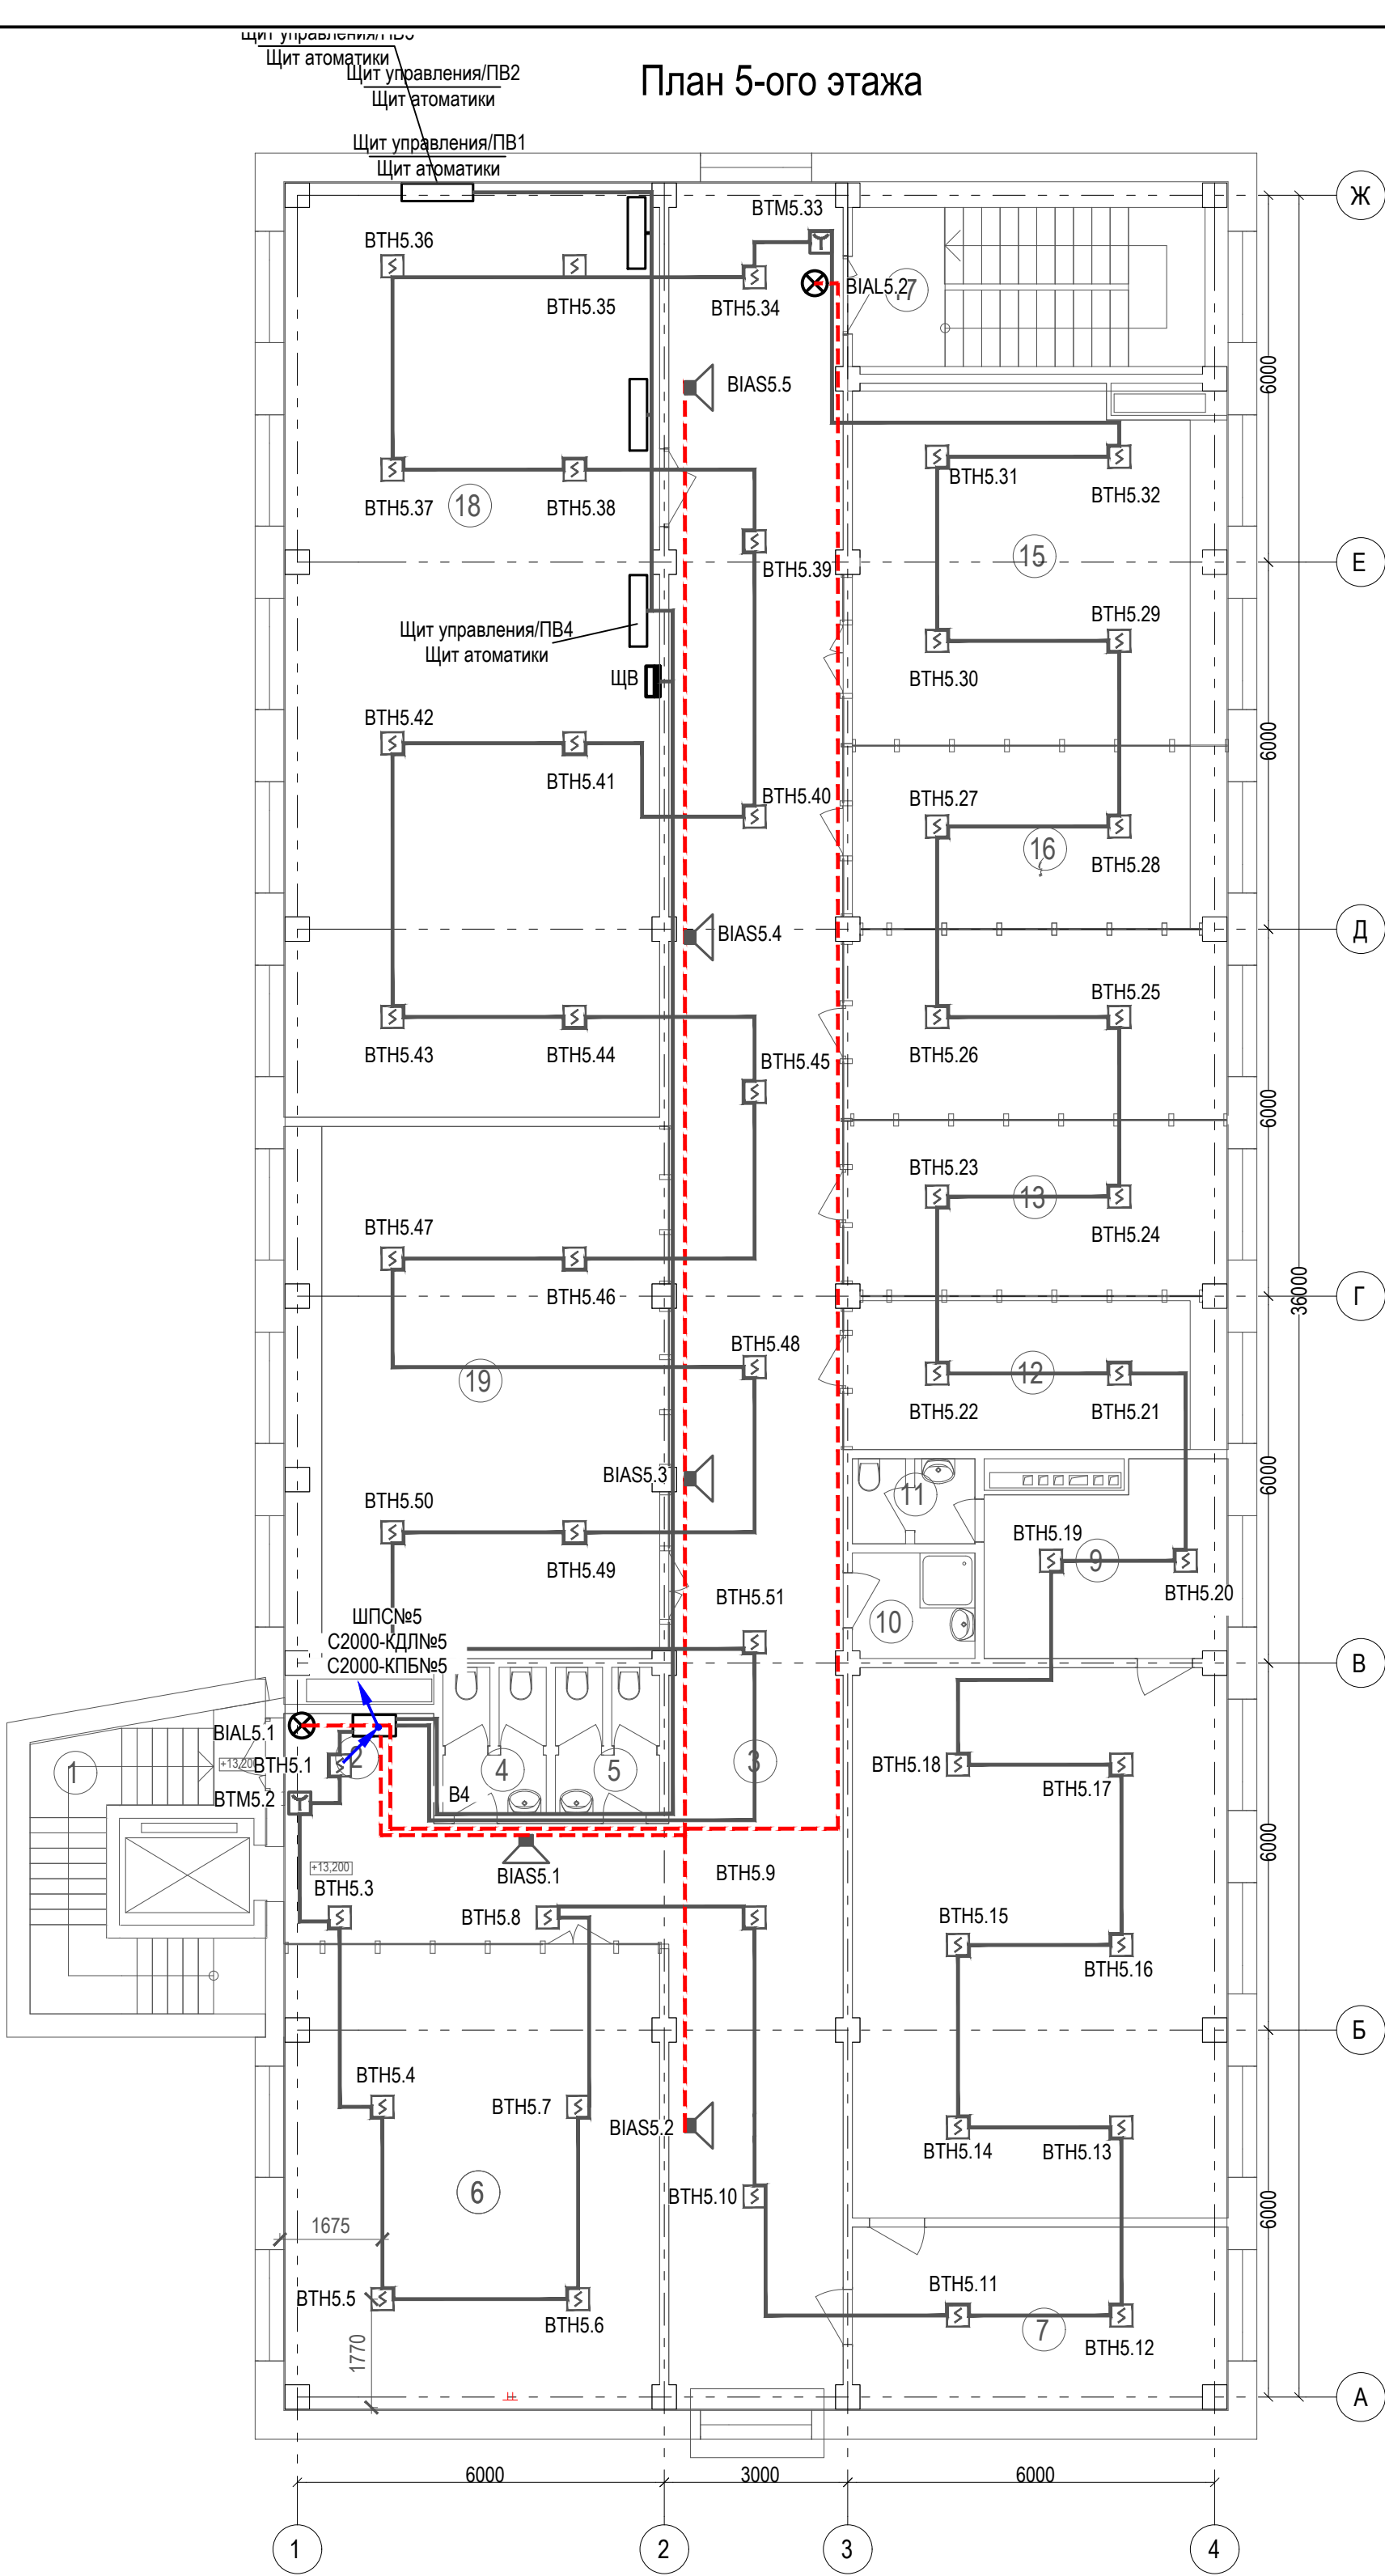 Щит управления/ПВ3
Щит атоматики
Щит управления/ПВ2
Щит атоматики
План 5-ого этажа
Щит управления/ПВ1
Щит атоматики
Ж
ВТМ5.33
ВТН5.36
ВТН5.35
ВТН5.34
BIAL5.2
17
6000
BIAS5.5
ВТН5.37
18
ВТН5.38
ВТН5.31
ВТН5.32
ВТН5.39
15
Е
Щит управления/ПВ4
Щит атоматики
ЩВ
ВТН5.29
ВТН5.30
ВТН5.42
ВТН5.41
6000
ВТН5.40
ВТН5.27
16
ВТН5.28
BIAS5.4
Д
ВТН5.25
ВТН5.43
ВТН5.44
ВТН5.45
ВТН5.26
6000
ВТН5.23
13
ВТН5.24
ВТН5.47
ВТН5.46
36000
Г
ВТН5.48
19
12
ВТН5.22
ВТН5.21
BIAS5.3
6000
11
ВТН5.50
ВТН5.49
ВТН5.19
9
ВТН5.20
ВТН5.51
10
ШПС№5
С2000-КДЛ№5
С2000-КПБ№5
В
BIAL5.1
1
+13,200
ВТН5.1
2
ВТМ5.2
В4
4
5
3
ВТН5.18
ВТН5.17
6000
+13,200
ВТН5.3
BIAS5.1
ВТН5.9
ВТН5.8
ВТН5.15
ВТН5.16
Б
ВТН5.4
ВТН5.7
BIAS5.2
ВТН5.14
ВТН5.13
6
ВТН5.10
6000
1675
ВТН5.5
ВТН5.6
ВТН5.11
7
ВТН5.12
1770
А
6000
3000
6000
1
2
3
4